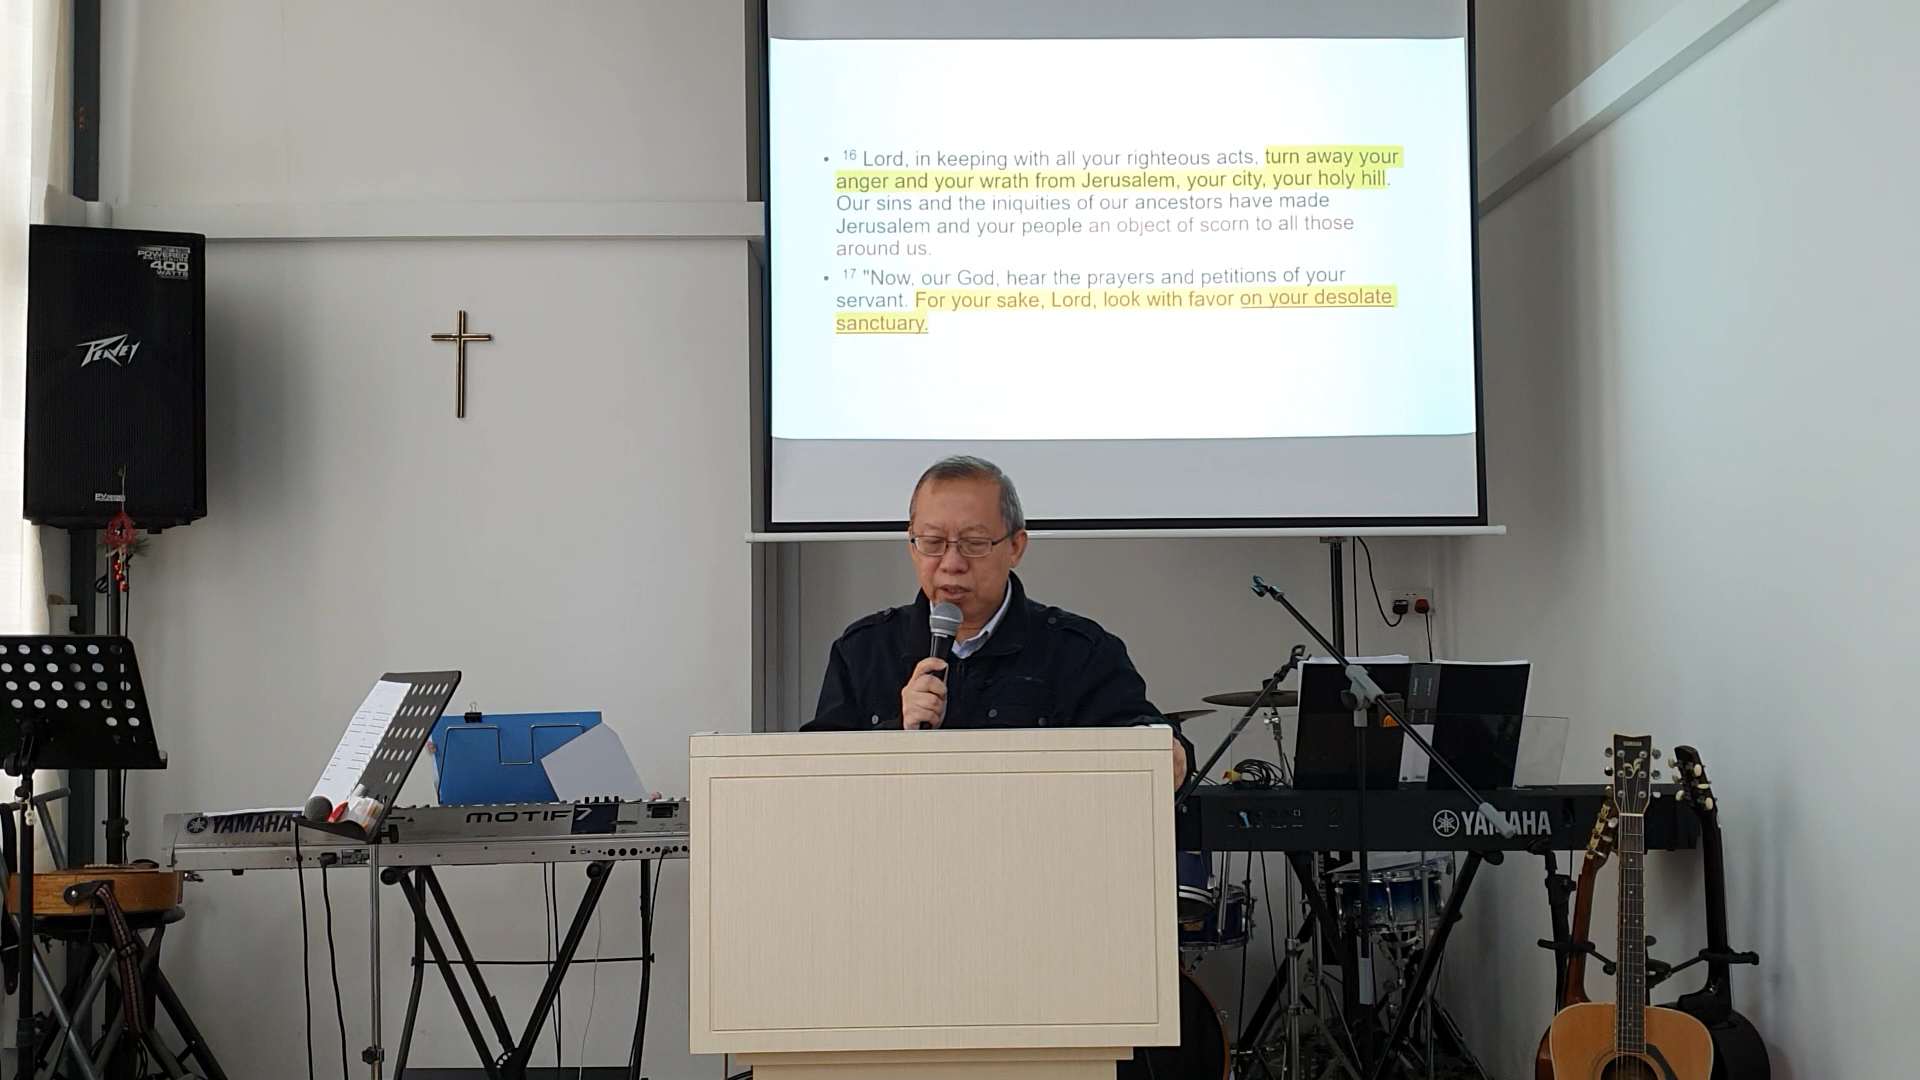 16 Lord, in keeping with all your righteous acts, turn away your
anger and your wrath from Jerusalem, your city, your holy hill.
Our sins and the iniquities of our ancestors have made
Jerusalem and your people an object of scorn to all those
around us.
17 "Now, our God, hear the prayers and petitions of your
servant. For your sake, Lord, look with favor on your desolate
sanctuary.
POWERED
400
WATTS
PEAVEY
YAMAHA
MOTIF7
YAMAHA